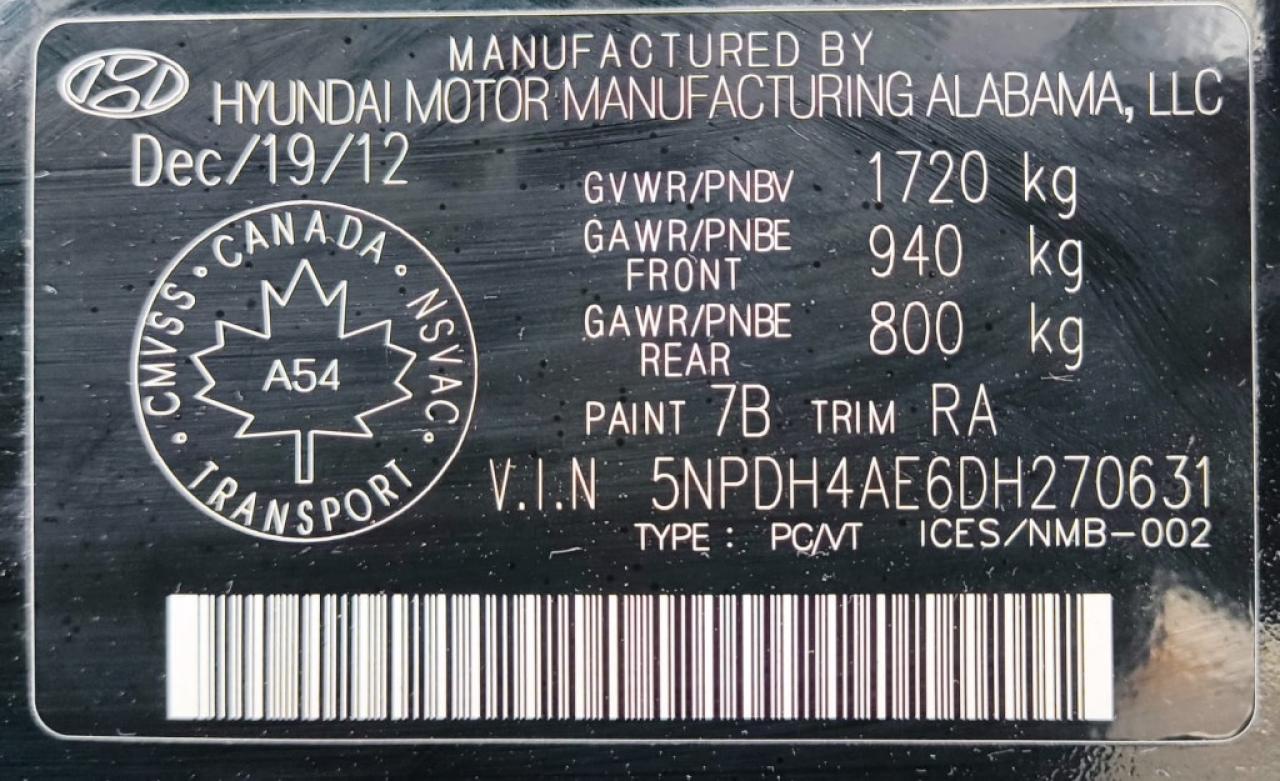 MANUFACTURED BY
HYUNDAI MOTOR MANUFACTURING ALABAMA, LLC
Dec/19/12
GVWR/PNBV 1720 kg
GAWR/PNBE FRONT 940 kg
GAWR/PNBE REAR 800 kg
CANADA • NSVAC • TRANSPORT • CMVSS •
A54
PAINT 7B TRIM RA
V.I.N 5NPDH4AE6DH270631
TYPE : PC/VT ICES/NMB-002